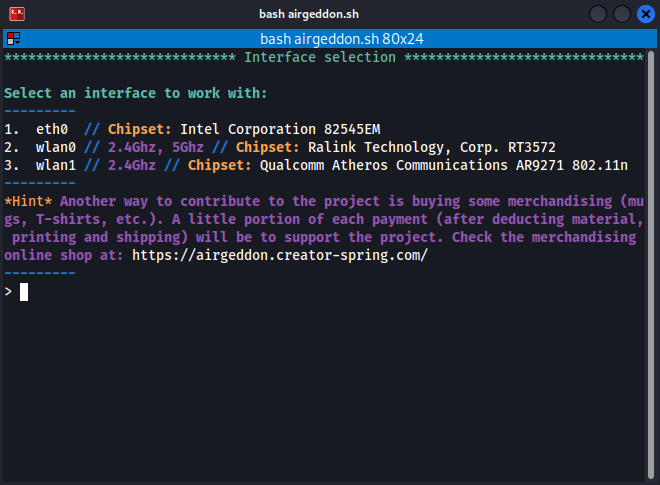 bash airgeddon.sh
bash airgeddon.sh 80x24
***************************** Interface selection ******************************
Select an interface to work with:
---------
1.  eth0  // Chipset: Intel Corporation 82545EM
2.  wlan0 // 2.4Ghz, 5Ghz // Chipset: Ralink Technology, Corp. RT3572
3.  wlan1 // 2.4Ghz // Chipset: Qualcomm Atheros Communications AR9271 802.11n
---------
*Hint* Another way to contribute to the project is buying some merchandising (mu
gs, T-shirts, etc.). A little portion of each payment (after deducting material,
 printing and shipping) will be to support the project. Check the merchandising
online shop at: https://airgeddon.creator-spring.com/
---------
>